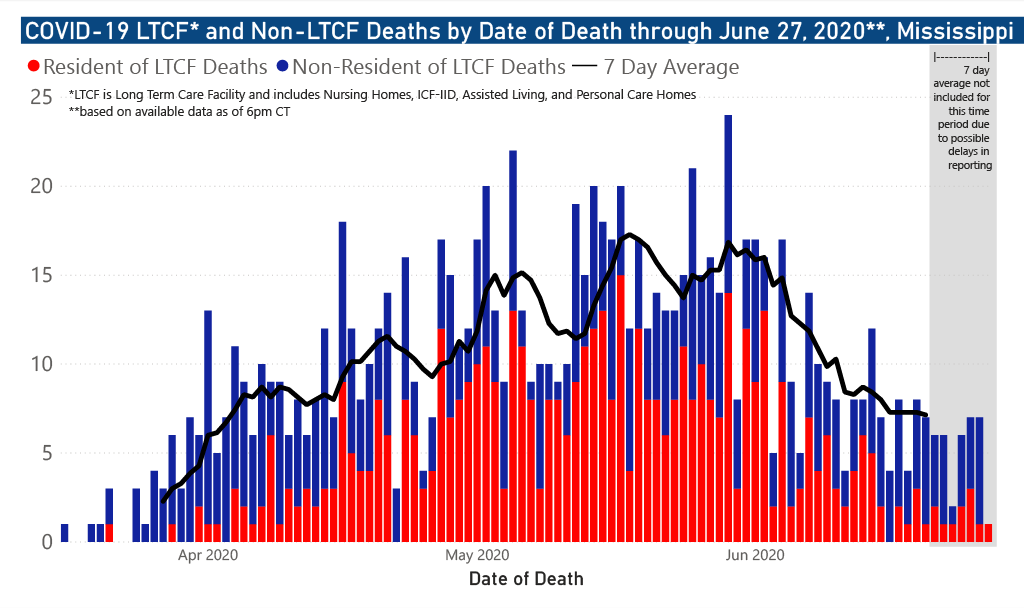 COVID-19 LTCF* and Non-LTCF Deaths by Date of Death through June 27, 2020**, Mississippi
Resident of LTCF Deaths Non-Resident of LTCF Deaths 7 Day Average
*LTCF is Long Term Care Facility and includes Nursing Homes, ICF-IID, Assisted Living, and Personal Care Homes
**based on available data as of 6pm CT
|------------|
7 day
average not
included for
this time
period due
to possible
delays in
reporting
25
20
15
10
5
0
Apr 2020 May 2020 Jun 2020
Date of Death